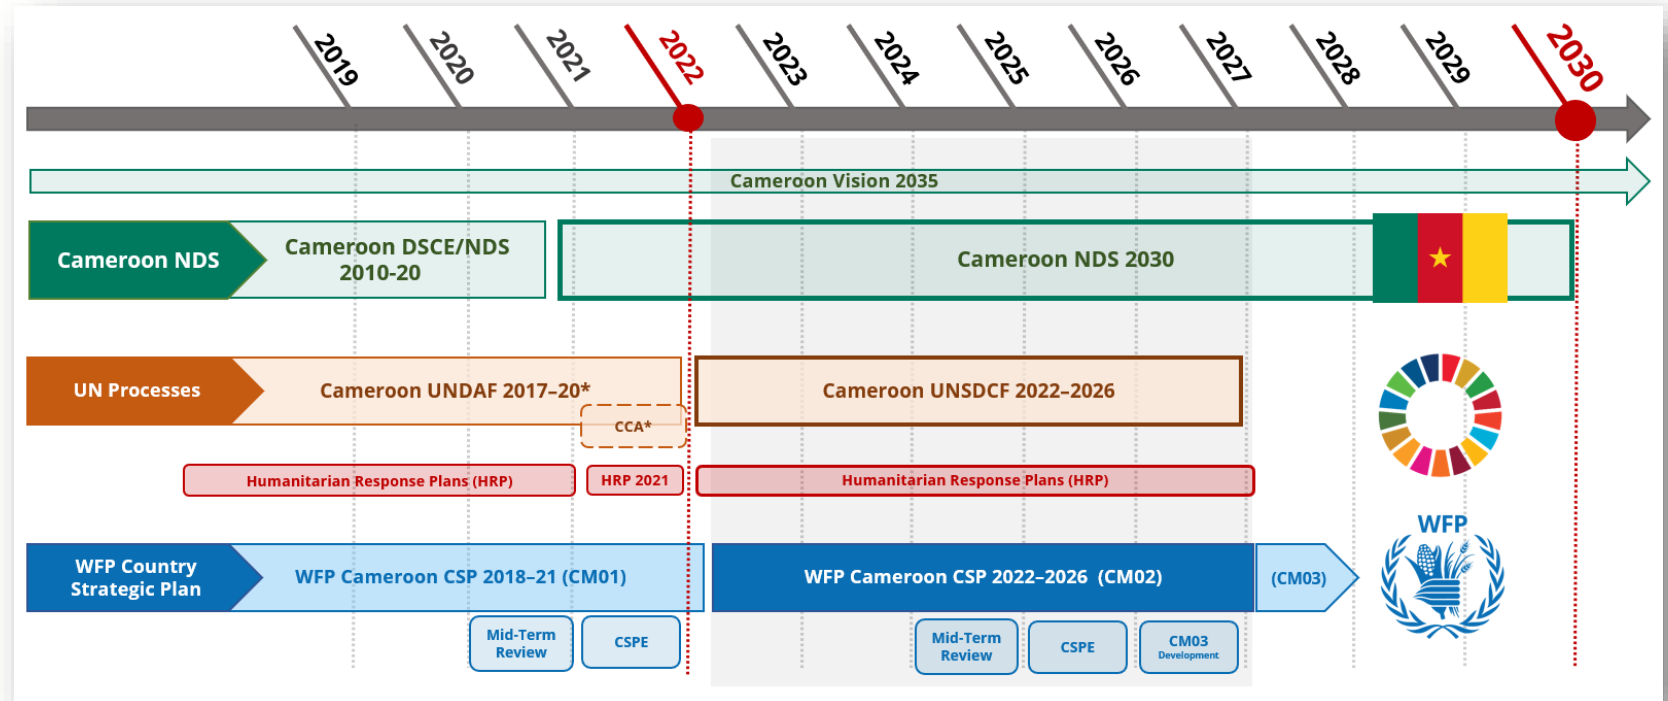 2019
2020
2021
2022
2023
2024
2025
2026
2027
2028
2029
2030
Cameroon Vision 2035
Cameroon NDS
Cameroon DSCE/NDS
2010-20
Cameroon NDS 2030
UN Processes
Cameroon UNDAF 2017–20*
CCA*
Cameroon UNSDCF 2022–2026
Humanitarian Response Plans (HRP)
HRP 2021
Humanitarian Response Plans (HRP)
WFP
WFP Country
Strategic Plan
WFP Cameroon CSP 2018–21 (CM01)
WFP Cameroon CSP 2022–2026 (CM02)
(CM03)
Mid-Term
Review
CSPE
Mid-Term
Review
CSPE
CM03
Development